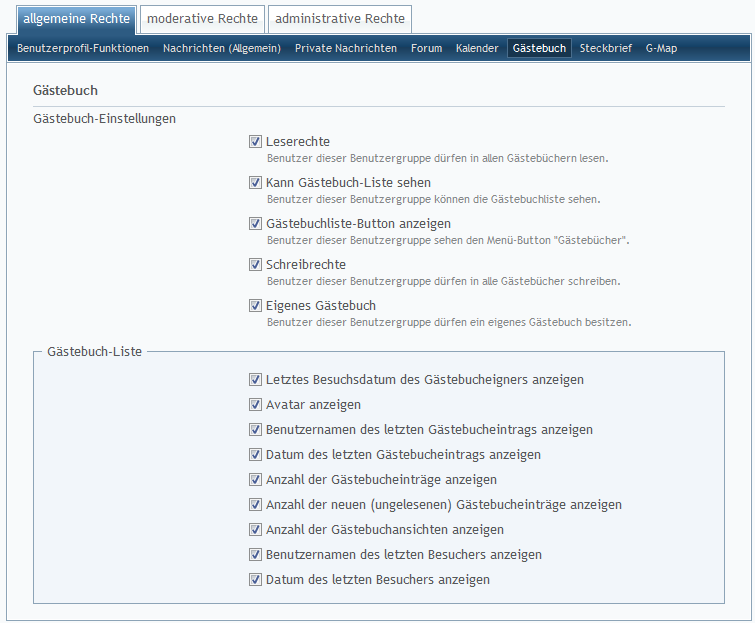 allgemeine Rechte moderative Rechte administrative Rechte
Benutzerprofil-Funktionen Nachrichten (Allgemein) Private Nachrichten Forum Kalender Gästebuch Steckbrief G-Map
Gästebuch
Gästebuch-Einstellungen
Leserechte
Benutzer dieser Benutzergruppe dürfen in allen Gästebüchern lesen.
Kann Gästebuch-Liste sehen
Benutzer dieser Benutzergruppe können die Gästebuchliste sehen.
Gästebuchliste-Button anzeigen
Benutzer dieser Benutzergruppe sehen den Menü-Button "Gästebücher".
Schreibrechte
Benutzer dieser Benutzergruppe dürfen in alle Gästebücher schreiben.
Eigenes Gästebuch
Benutzer dieser Benutzergruppe dürfen ein eigenes Gästebuch besitzen.
Gästebuch-Liste
Letztes Besuchsdatum des Gästebucheigners anzeigen
Avatar anzeigen
Benutzernamen des letzten Gästebucheintrags anzeigen
Datum des letzten Gästebucheintrags anzeigen
Anzahl der Gästebucheinträge anzeigen
Anzahl der neuen (ungelesenen) Gästebucheinträge anzeigen
Anzahl der Gästebuchansichten anzeigen
Benutzernamen des letzten Besuchers anzeigen
Datum des letzten Besuchers anzeigen